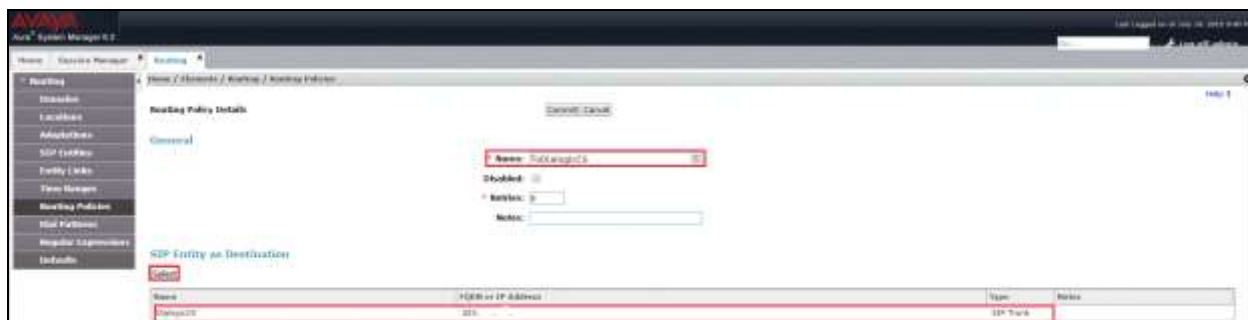 AVAYA
Aura® System Manager 6.3
Home Session Manager Routing
Home / Elements / Routing / Routing Policies
Help ?
Routing
Domains
Locations
Adaptations
SIP Entities
Entity Links
Time Ranges
Routing Policies
Dial Patterns
Regular Expressions
Defaults
Routing Policy Details
Commit Cancel
General
* Name:
Disabled:
* Retries: 0
Notes:
SIP Entity as Destination
Select
Name FQDN or IP Address Type Notes
SIP Trunk